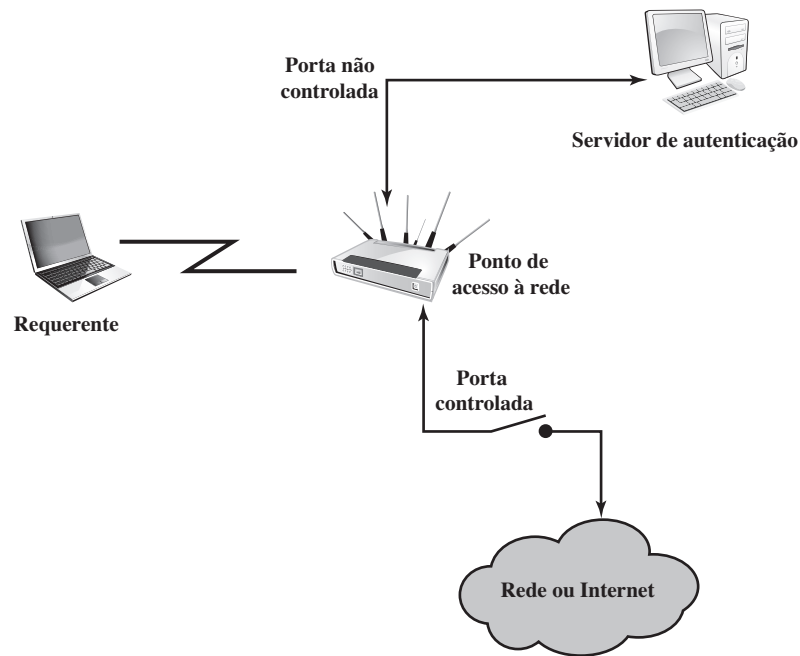 Porta não
controlada
Servidor de autenticação
Ponto de
acesso à rede
Requerente
Porta
controlada
Rede ou Internet